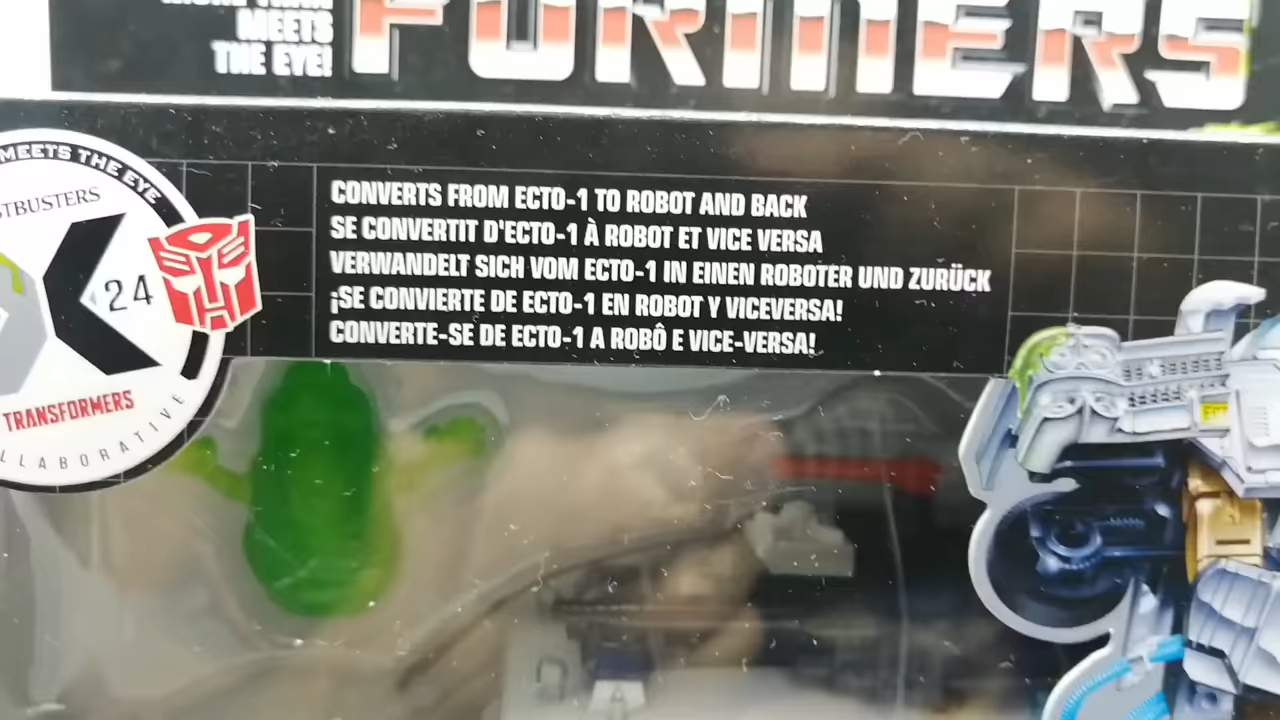 MEETS
THE EYE!
FORMERS
MEETS THE EYE
STBUSTERS
24
TRANSFORMERS
LLABORATIVE
CONVERTS FROM ECTO-1 TO ROBOT AND BACK
SE CONVERTIT D'ECTO-1 À ROBOT ET VICE VERSA
VERWANDELT SICH VOM ECTO-1 IN EINEN ROBOTER UND ZURÜCK
¡SE CONVIERTE DE ECTO-1 EN ROBOT Y VICEVERSA!
CONVERTE-SE DE ECTO-1 A ROBÔ E VICE-VERSA!